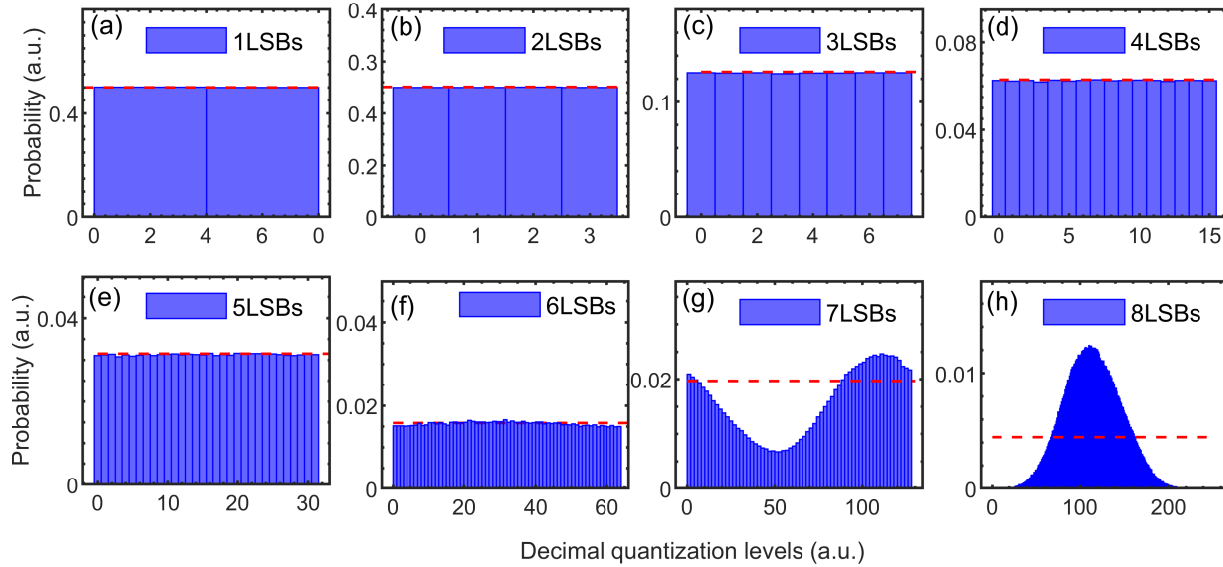 (a) 1LSBs
0.4
0
0 2 4 6 0
(b) 2LSBs
0.4
0.3
0.2
0.4
0
0 1 2 3
(c) 3LSBs
0.1
0
0 2 4 6
(d) 4LSBs
0.08
0.04
0
0 5 10 15
Probability (a.u.)
(e) 5LSBs
0.04
0
0 10 20 30
(f) 6LSBs
0.04
0.02
0
0 20 40 60
(g) 7LSBs
0.02
0
0 50 100
(h) 8LSBs
0.01
0
0 100 200
Probability (a.u.)
Decimal quantization levels (a.u.)